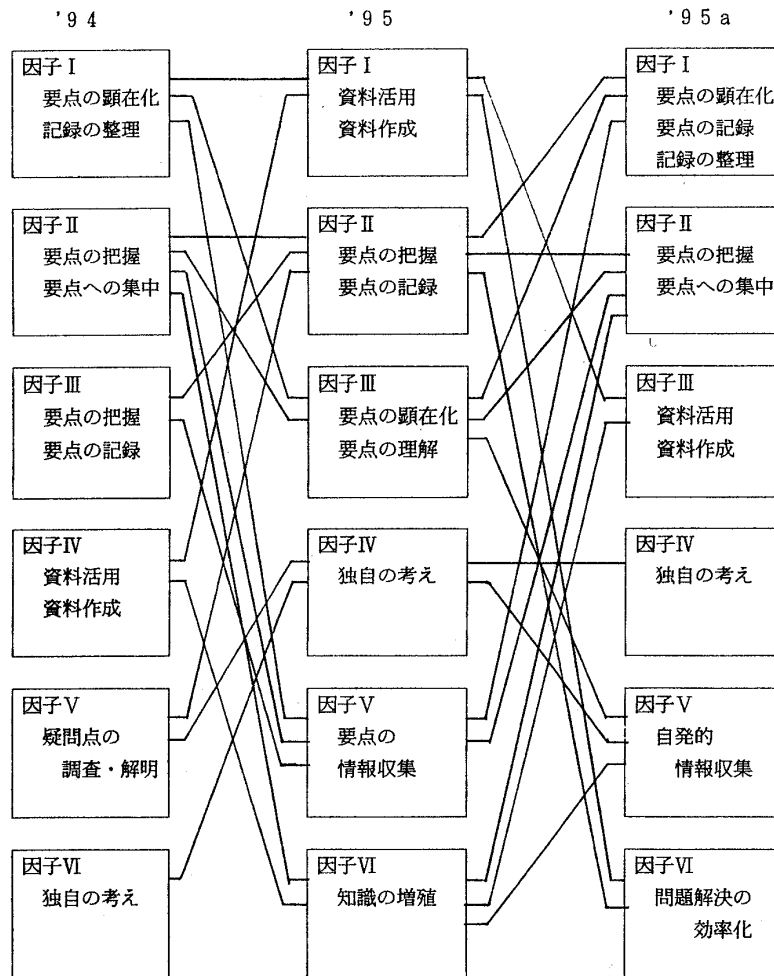 '94
因子Ⅰ
要点の顕在化
記録の整理
因子Ⅱ
要点の把握
要点への集中
因子Ⅲ
要点の把握
要点の記録
因子Ⅳ
資料活用
資料作成
因子Ⅴ
疑問点の
調査・解明
因子Ⅵ
独自の考え
'95
因子Ⅰ
資料活用
資料作成
因子Ⅱ
要点の把握
要点の記録
因子Ⅲ
要点の顕在化
要点の理解
因子Ⅳ
独自の考え
因子Ⅴ
要点の
情報収集
因子Ⅵ
知識の増殖
'95a
因子Ⅰ
要点の顕在化
要点の記録
記録の整理
因子Ⅱ
要点の把握
要点への集中
因子Ⅲ
資料活用
資料作成
因子Ⅳ
独自の考え
因子Ⅴ
自発的
情報収集
因子Ⅵ
問題解決の
効率化